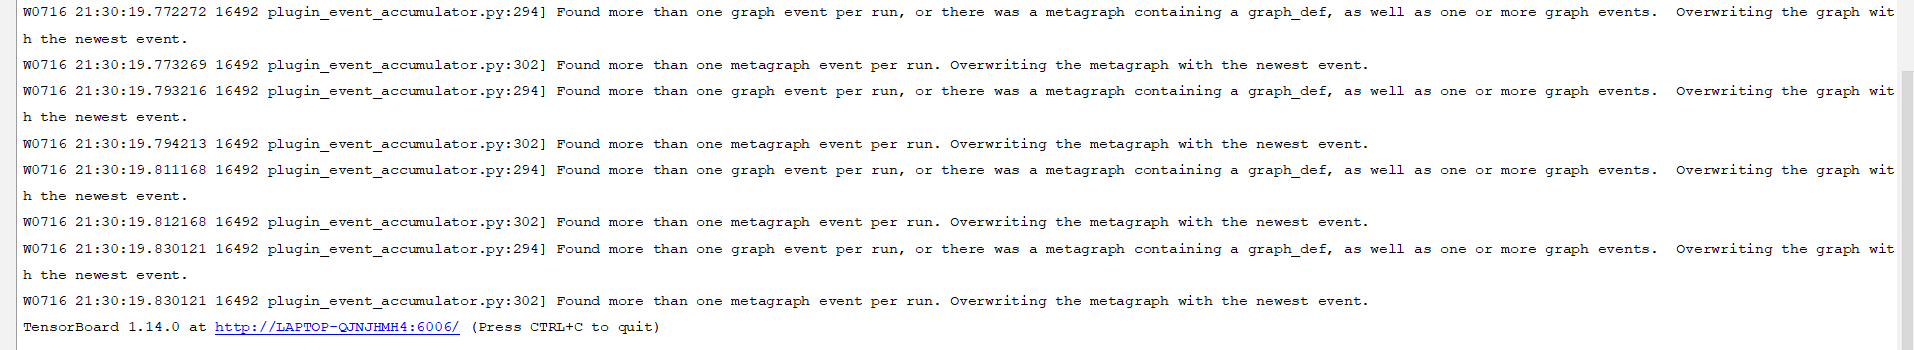 W0716 21:30:19.772272 16492 plugin_event_accumulator.py:294] Found more than one graph event per run, or there was a metagraph containing a graph_def, as well as one or more graph events.  Overwriting the graph wit
h the newest event.
W0716 21:30:19.773269 16492 plugin_event_accumulator.py:302] Found more than one metagraph event per run. Overwriting the metagraph with the newest event.
W0716 21:30:19.793216 16492 plugin_event_accumulator.py:294] Found more than one graph event per run, or there was a metagraph containing a graph_def, as well as one or more graph events.  Overwriting the graph wit
h the newest event.
W0716 21:30:19.794213 16492 plugin_event_accumulator.py:302] Found more than one metagraph event per run. Overwriting the metagraph with the newest event.
W0716 21:30:19.811168 16492 plugin_event_accumulator.py:294] Found more than one graph event per run, or there was a metagraph containing a graph_def, as well as one or more graph events.  Overwriting the graph wit
h the newest event.
W0716 21:30:19.812168 16492 plugin_event_accumulator.py:302] Found more than one metagraph event per run. Overwriting the metagraph with the newest event.
W0716 21:30:19.830121 16492 plugin_event_accumulator.py:294] Found more than one graph event per run, or there was a metagraph containing a graph_def, as well as one or more graph events.  Overwriting the graph wit
h the newest event.
W0716 21:30:19.830121 16492 plugin_event_accumulator.py:302] Found more than one metagraph event per run. Overwriting the metagraph with the newest event.
TensorBoard 1.14.0 at http://LAPTOP-QJNJHMH4:6006/ (Press CTRL+C to quit)